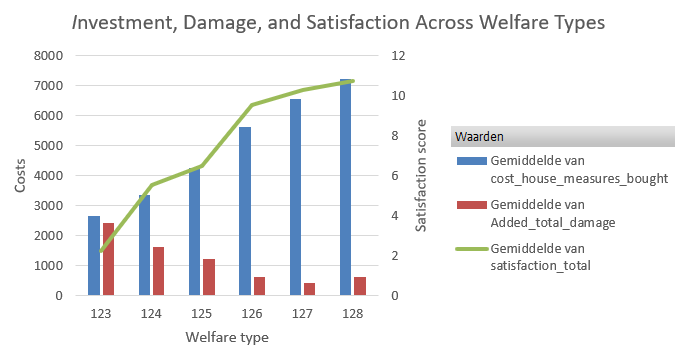 Investment, Damage, and Satisfaction Across Welfare Types
8000
7000
6000
5000
4000
3000
2000
1000
0
Costs
123 124 125 126 127 128
Welfare type
12
10
8
6
4
2
0
Satisfaction score
Waarden
Gemiddelde van
cost_house_measures_bought
Gemiddelde van
Added_total_damage
Gemiddelde van
satisfaction_total